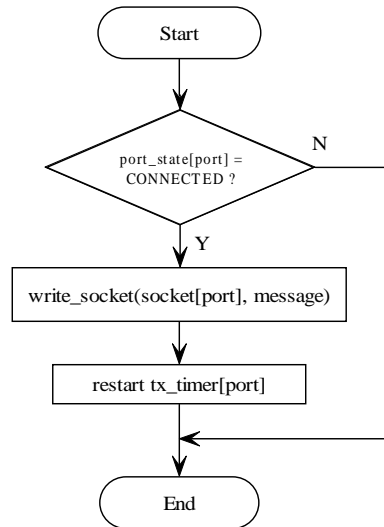 Start
port_state[port] =
CONNECTED ?
N
Y
write_socket(socket[port], message)
restart tx_timer[port]
End